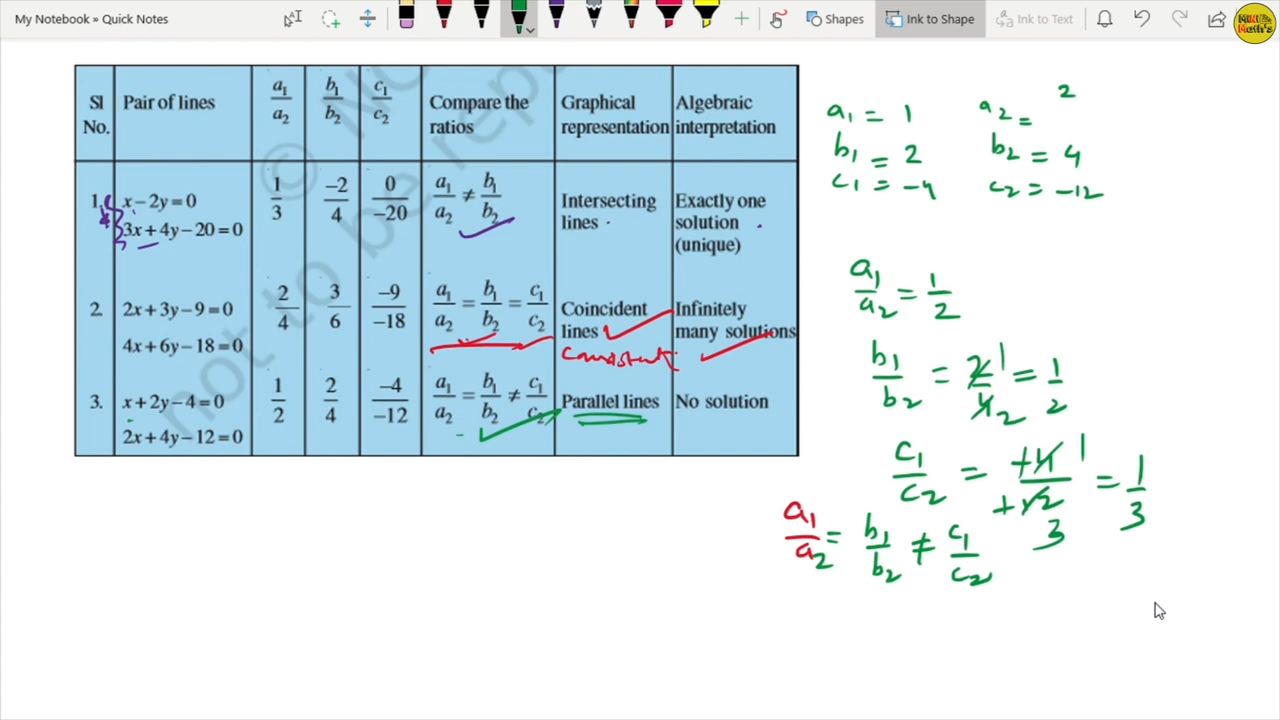 My Notebook » Quick Notes
Shapes
Ink to Shape
Ink to Text
MIKI Math's
Sl No.
Pair of lines
a₁/a₂
b₁/b₂
c₁/c₂
Compare the ratios
Graphical representation
Algebraic interpretation
1.
x – 2y = 0
3x + 4y – 20 = 0
1/3
–2/4
0/–20
a₁/a₂ ≠ b₁/b₂
Intersecting lines
Exactly one solution (unique)
2.
2x + 3y – 9 = 0
4x + 6y – 18 = 0
2/4
3/6
–9/–18
a₁/a₂ = b₁/b₂ = c₁/c₂
Coincident lines
Infinitely many solutions
3.
x + 2y – 4 = 0
2x + 4y – 12 = 0
1/2
2/4
–4/–12
a₁/a₂ = b₁/b₂ ≠ c₁/c₂
Parallel lines
No solution
© NC
not to be rep
a₁ = 1 a₂ = 2
b₁ = 2 b₂ = 4
c₁ = –4 c₂ = –12
a₁/a₂ = 1/2
b₁/b₂ = 2/4 = 1/2
c₁/c₂ = +4/+12 = 1/3
a₁/a₂ = b₁/b₂ ≠ c₁/c₂